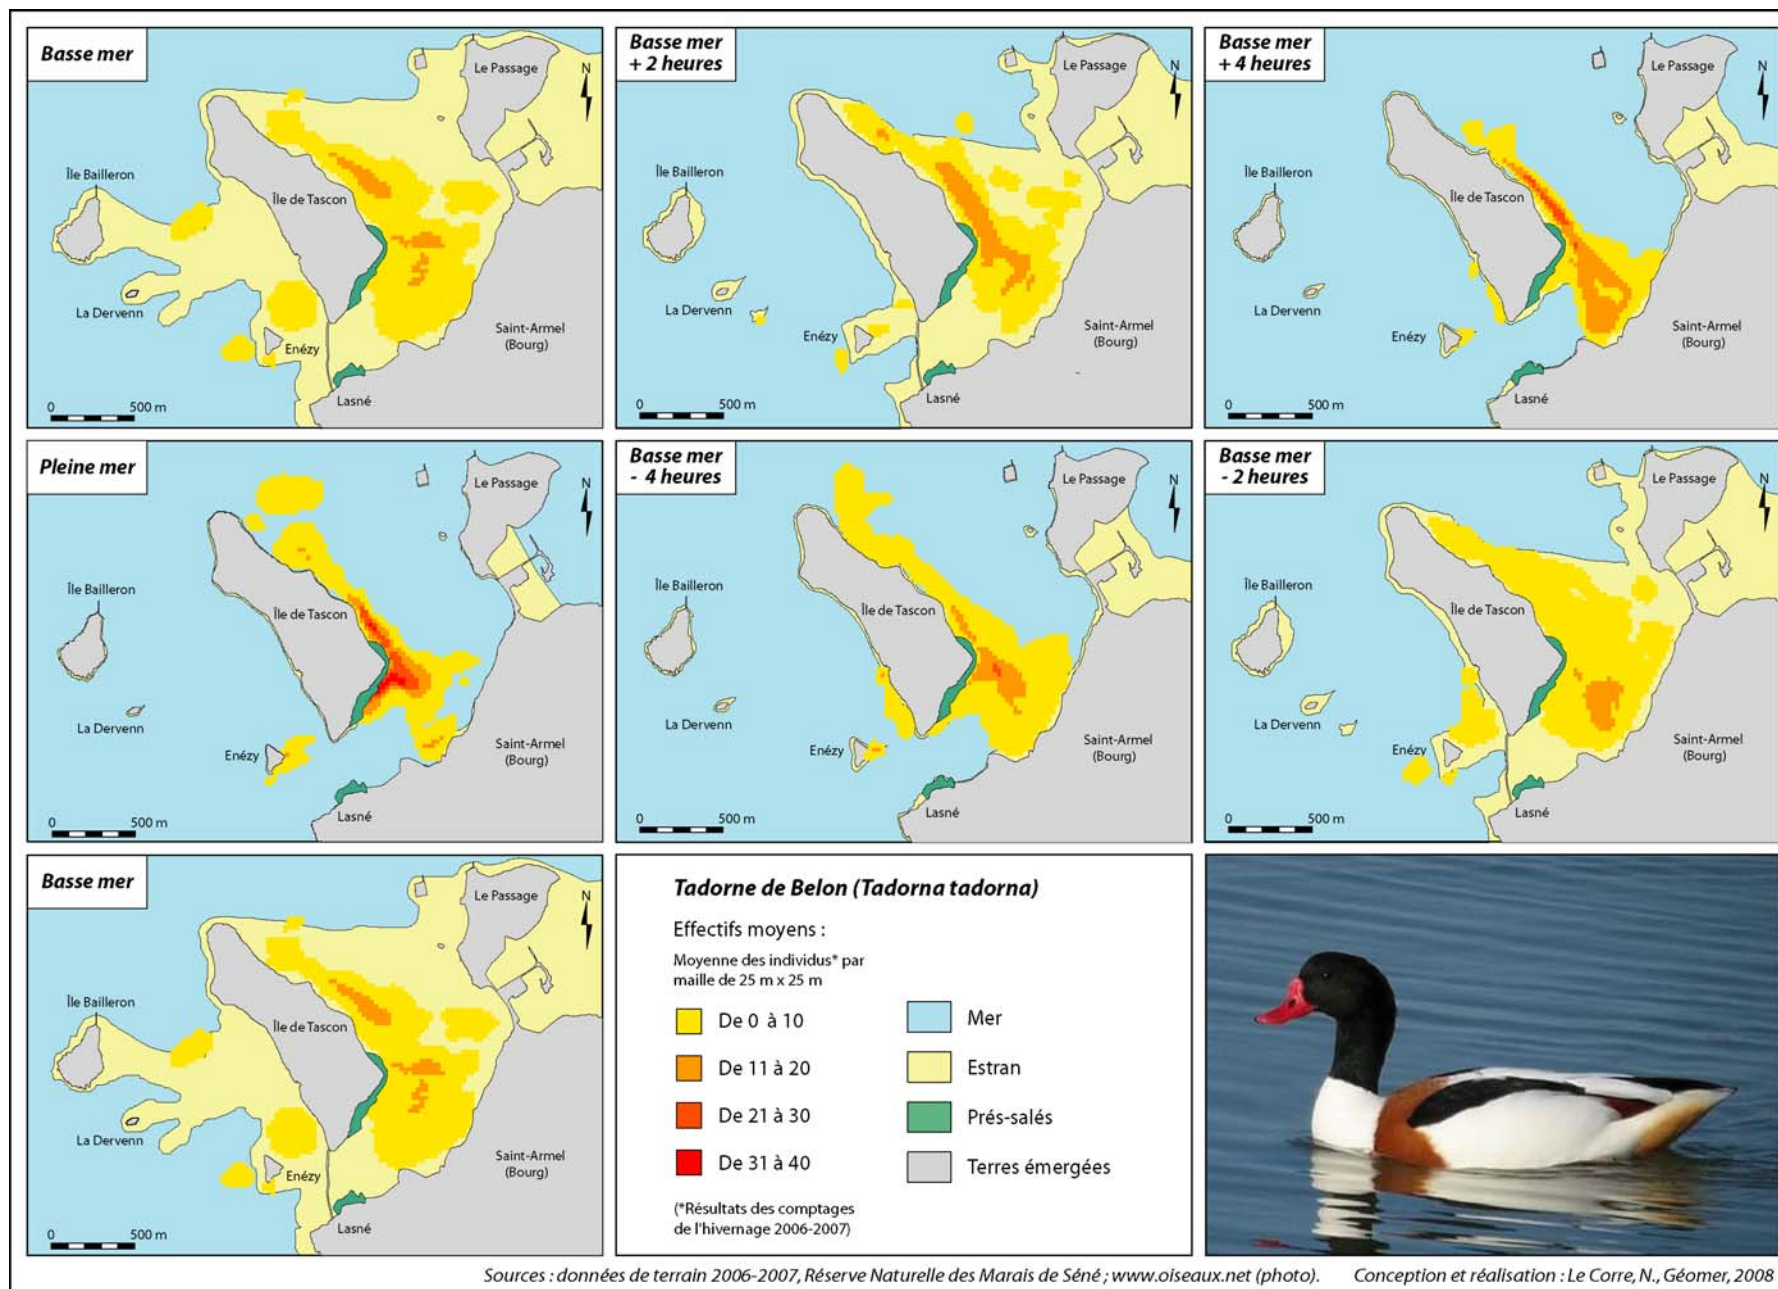 Basse mer
Le Passage
N
Île Bailleron
Île de Tascon
La Dervenn
Enézy
Saint-Armel
(Bourg)
Lasné
0 500 m
Basse mer
+ 2 heures
Le Passage
N
Île Bailleron
Île de Tascon
La Dervenn
Enézy
Saint-Armel
(Bourg)
Lasné
0 500 m
Basse mer
+ 4 heures
Le Passage
N
Île Bailleron
Île de Tascon
La Dervenn
Enézy
Saint-Armel
(Bourg)
Lasné
0 500 m
Pleine mer
Le Passage
N
Île Bailleron
Île de Tascon
La Dervenn
Enézy
Saint-Armel
(Bourg)
Lasné
0 500 m
Basse mer
- 4 heures
Le Passage
N
Île Bailleron
Île de Tascon
La Dervenn
Enézy
Saint-Armel
(Bourg)
Lasné
0 500 m
Basse mer
- 2 heures
Le Passage
N
Île Bailleron
Île de Tascon
La Dervenn
Enézy
Saint-Armel
(Bourg)
Lasné
0 500 m
Basse mer
Le Passage
N
Île Bailleron
Île de Tascon
La Dervenn
Enézy
Saint-Armel
(Bourg)
Lasné
0 500 m
Tadorne de Belon (Tadorna tadorna)
Effectifs moyens :
Moyenne des individus* par
maille de 25 m x 25 m
De 0 à 10
De 11 à 20
De 21 à 30
De 31 à 40
Mer
Estran
Prés-salés
Terres émergées
(*Résultats des comptages
de l'hivernage 2006-2007)
Sources : données de terrain 2006-2007, Réserve Naturelle des Marais de Séné ; www.oiseaux.net (photo). Conception et réalisation : Le Corre, N., Géomer, 2008